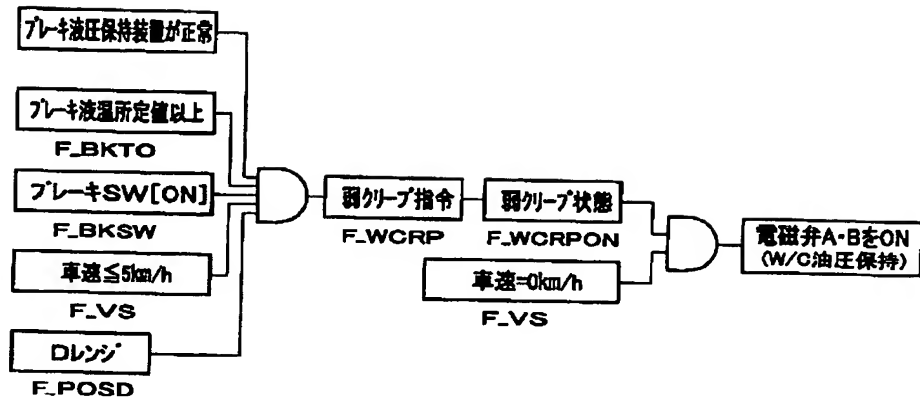 ブレーキ液圧保持装置が正常
ブレーキ液温所定値以上
F_BKTO
ブレーキSW[ON]
F_BKSW
車速≦5km/h
F_VS
Dレンジ
F_POSD
弱クリープ指令
F_WCRP
弱クリープ状態
F_WCRPON
車速=0km/h
F_VS
電磁弁A・BをON
(W/C油圧保持)